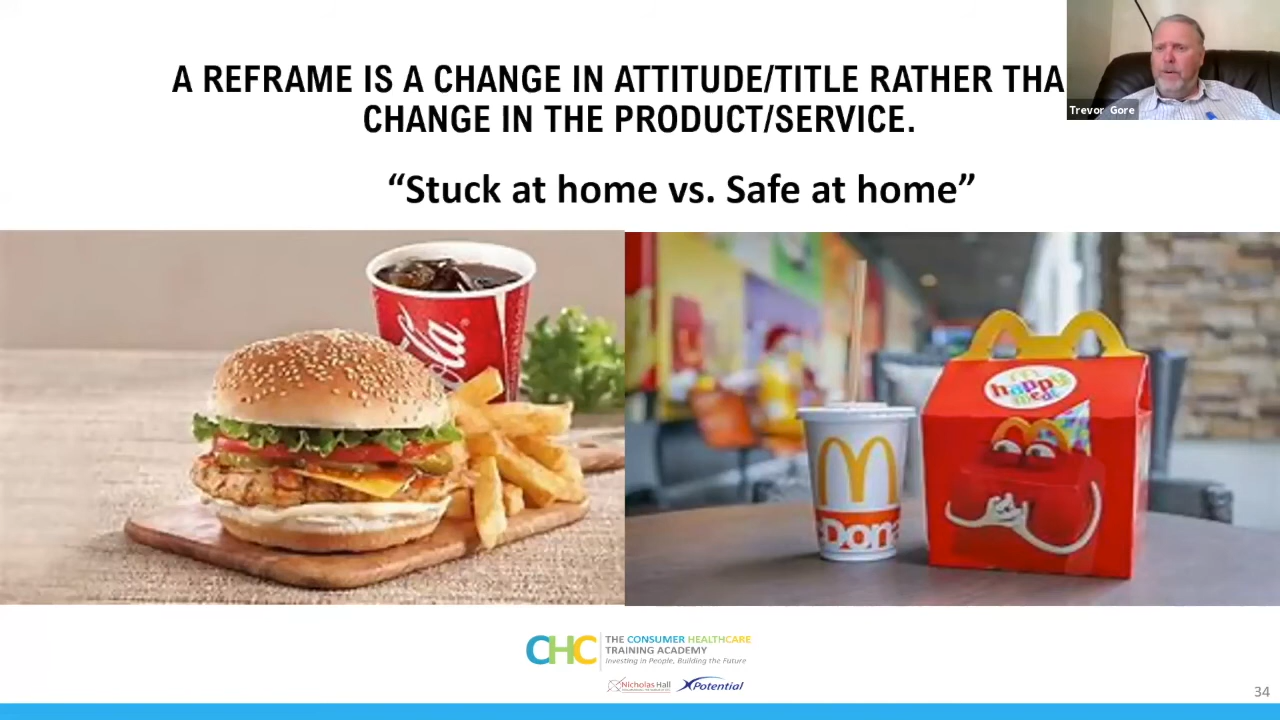 A REFRAME IS A CHANGE IN ATTITUDE/TITLE RATHER THA
CHANGE IN THE PRODUCT/SERVICE.
Trevor Gore
“Stuck at home vs. Safe at home”
la
happy
meal
CHC
THE CONSUMER HEALTHCARE
TRAINING ACADEMY
Investing in People, Building the Future
Nicholas Hall
XPotential
34